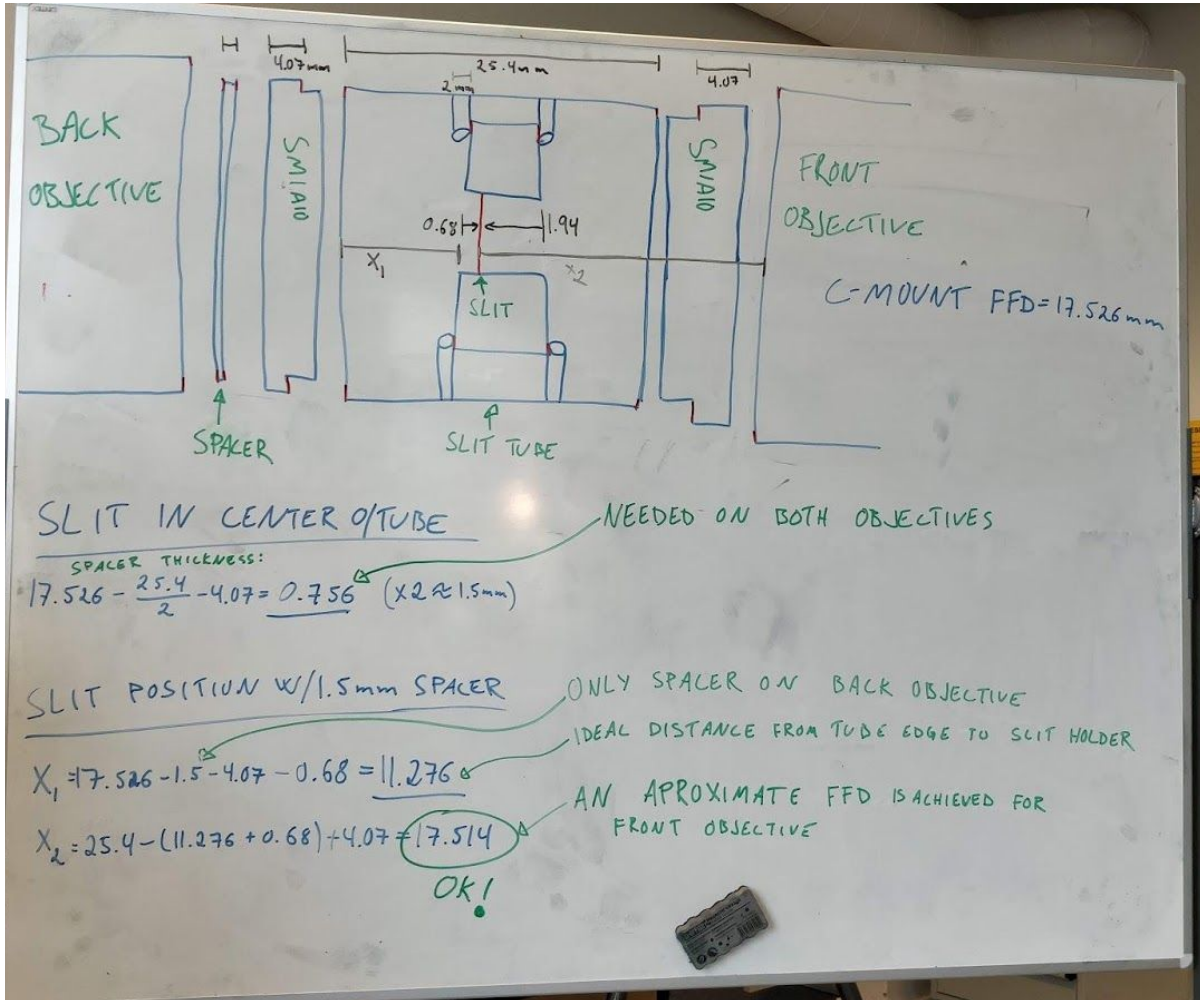 4.07mm
25.4mm
4.07
2mm
BACK
OBJECTIVE
SM1A10
SM1A10
FRONT
OBJECTIVE
0.68
1.94
X₁
x₂
SLIT
C-MOUNT FFD=17.526mm
SPACER
SLIT TUBE
SLIT IN CENTER O/TUBE
NEEDED ON BOTH OBJECTIVES
SPACER THICKNESS:
17.526 - 25.4/2 - 4.07 = 0.756 (x2≈1.5mm)
SLIT POSITION W/1.5mm SPACER
ONLY SPACER ON BACK OBJECTIVE
IDEAL DISTANCE FROM TUBE EDGE TO SLIT HOLDER
X₁=17.526-1.5-4.07-0.68=11.276
AN APROXIMATE FFD IS ACHIEVED FOR
FRONT OBJECTIVE
X₂=25.4-(11.276+0.68)+4.07=17.514
OK!